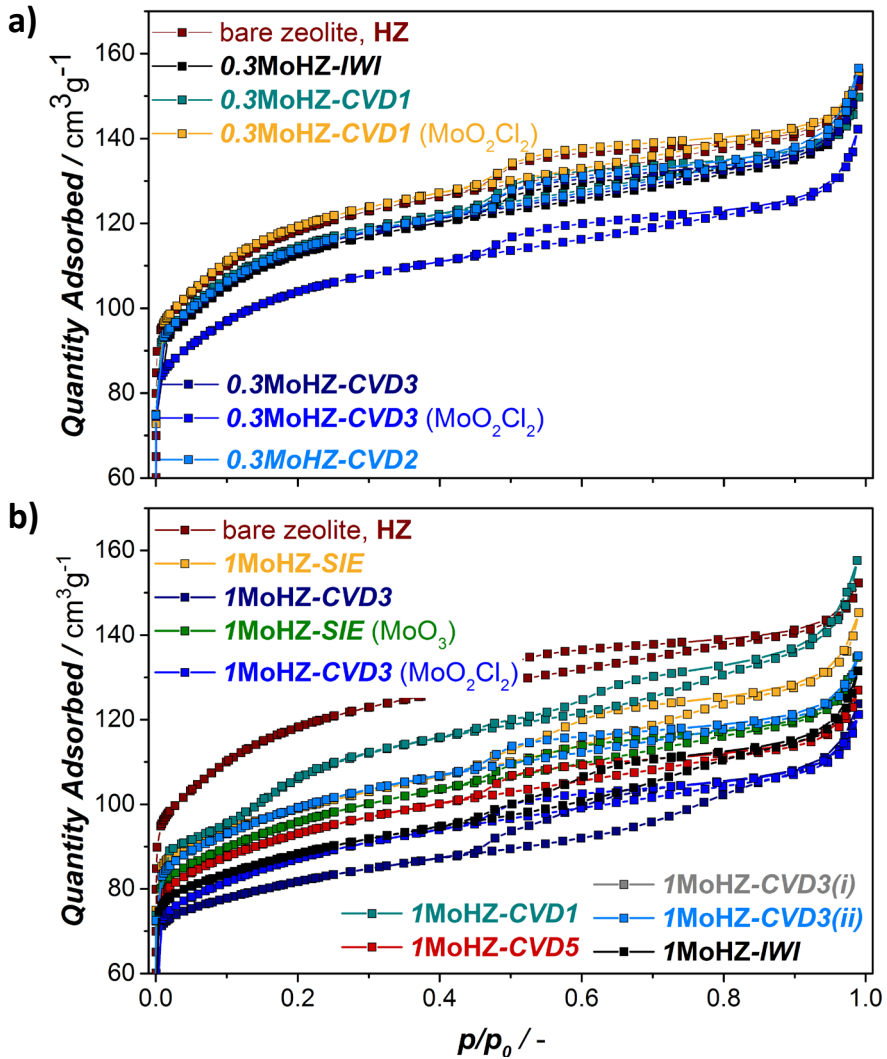 a)
bare zeolite, HZ
0.3MoHZ-IWI
0.3MoHZ-CVD1
0.3MoHZ-CVD1 (MoO₂Cl₂)
160
140
120
100
80
60
Quantity Adsorbed / cm³g-1
0.3MoHZ-CVD3
0.3MoHZ-CVD3 (MoO₂Cl₂)
0.3MoHZ-CVD2
b)
bare zeolite, HZ
1MoHZ-SIE
1MoHZ-CVD3
1MoHZ-SIE (MoO₃)
1MoHZ-CVD3 (MoO₂Cl₂)
160
140
120
100
80
60
Quantity Adsorbed / cm³g-1
1MoHZ-CVD3(i)
1MoHZ-CVD1 1MoHZ-CVD3(ii)
1MoHZ-CVD5 1MoHZ-IWI
0.0 0.2 0.4 0.6 0.8 1.0
p/p₀ / -